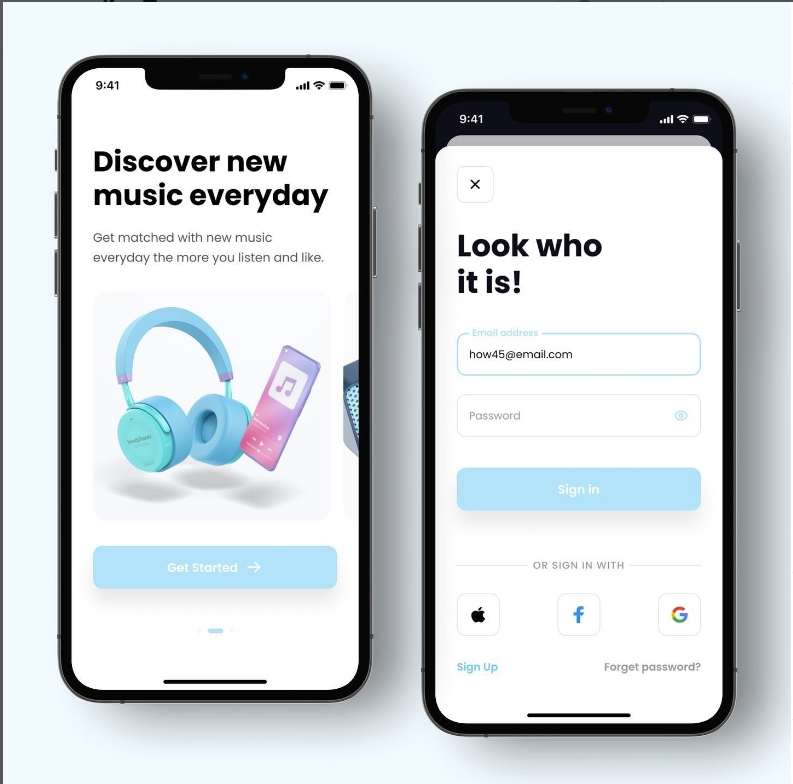 9:41
Discover new
music everyday
Get matched with new music
everyday the more you listen and like.
Get Started
9:41
Look who
it is!
Email address
how45@email.com
Password
Sign in
OR SIGN IN WITH
Sign Up
Forget password?